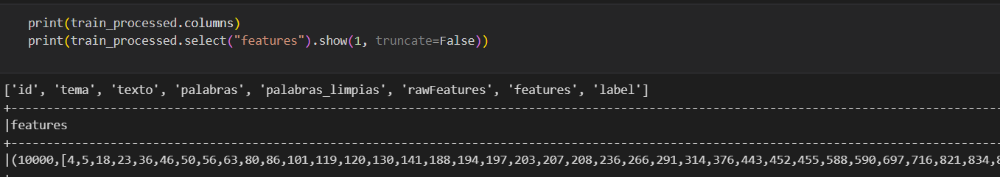 print(train_processed.columns)
print(train_processed.select("features").show(1, truncate=False))
['id', 'tema', 'texto', 'palabras', 'palabras_limpias', 'rawFeatures', 'features', 'label']
|features
|(10000,[4,5,18,23,36,46,50,56,63,80,86,101,119,120,130,141,188,194,197,203,207,208,236,266,291,314,376,443,452,455,588,590,697,716,821,834,8